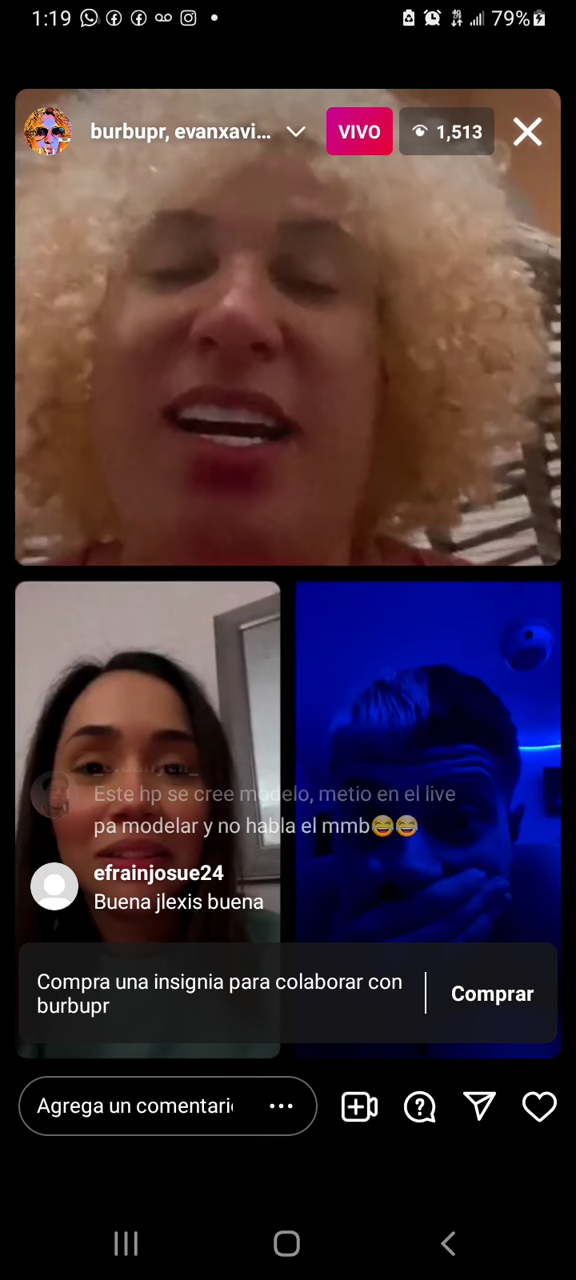 1:19
79%
burbupr, evanxavi...
VIVO
1,513
Este hp se cree modelo, metio en el live
pa modelar y no habla el mmb😂😂
efrainjosue24
Buena jlexis buena
Compra una insignia para colaborar con
burbupr
Comprar
Agrega un comentari